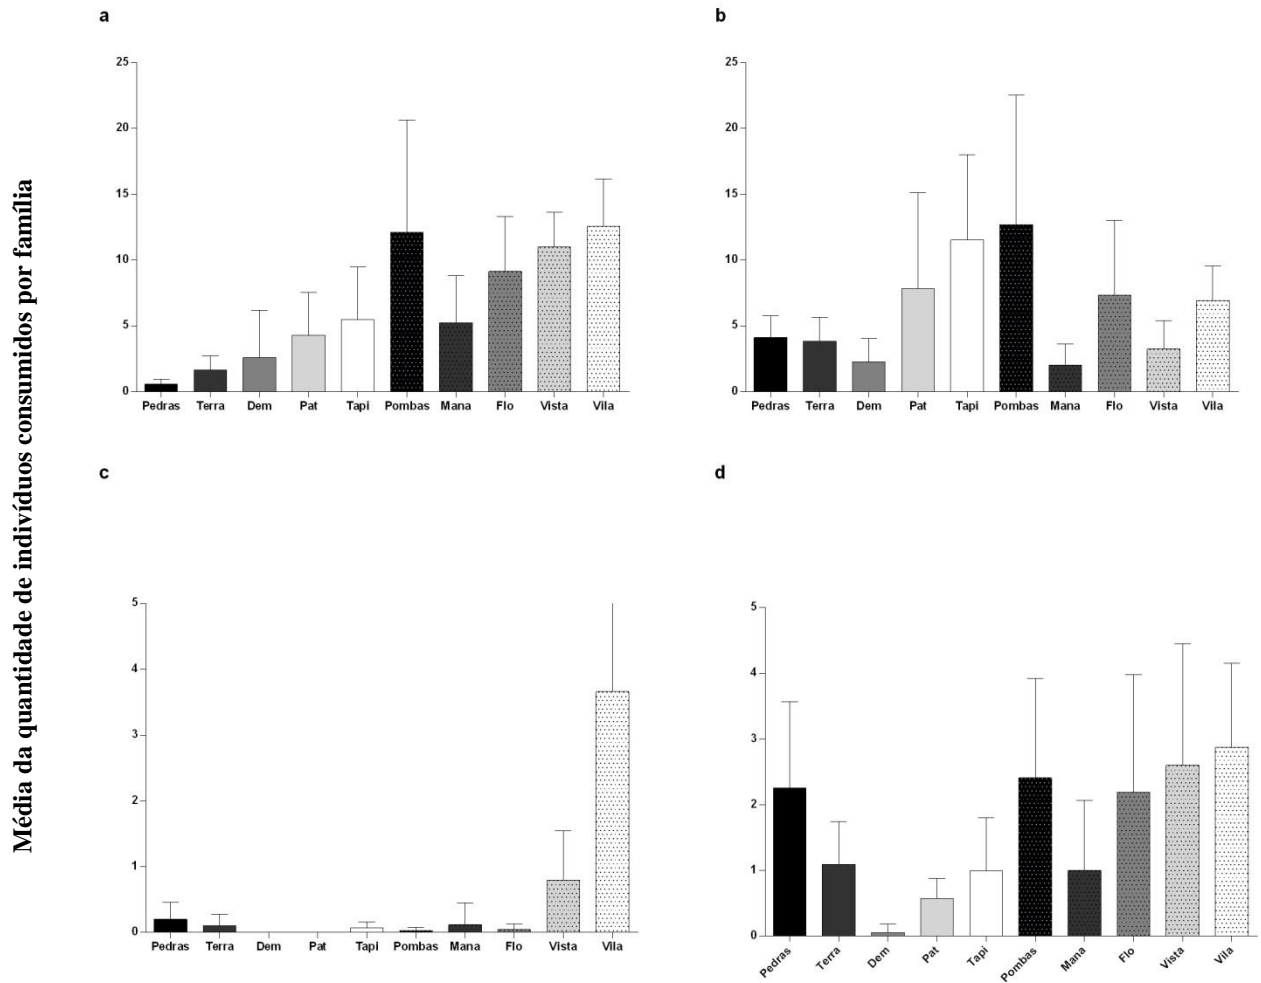 Média da quantidade de indivíduos consumidos por família
a
25
20
15
10
5
0
Pedras Terra Dem Pat Tapi Pombas Mana Flo Vista Vila
b
25
20
15
10
5
0
Pedras Terra Dem Pat Tapi Pombas Mana Flo Vista Vila
c
5
4
3
2
1
0
Pedras Terra Dem Pat Tapi Pombas Mana Flo Vista Vila
d
5
4
3
2
1
0
Pedras Terra Dem Pat Tapi Pombas Mana Flo Vista Vila